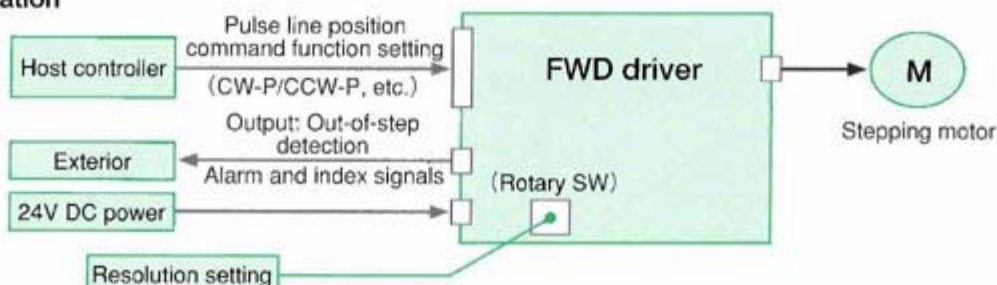 Pulse line position
command function setting
Host controller
(CW-P/CCW-P, etc.)
FWD driver
M
Stepping motor
Output: Out-of-step
detection
Exterior
Alarm and index signals
(Rotary SW)
24V DC power
Resolution setting